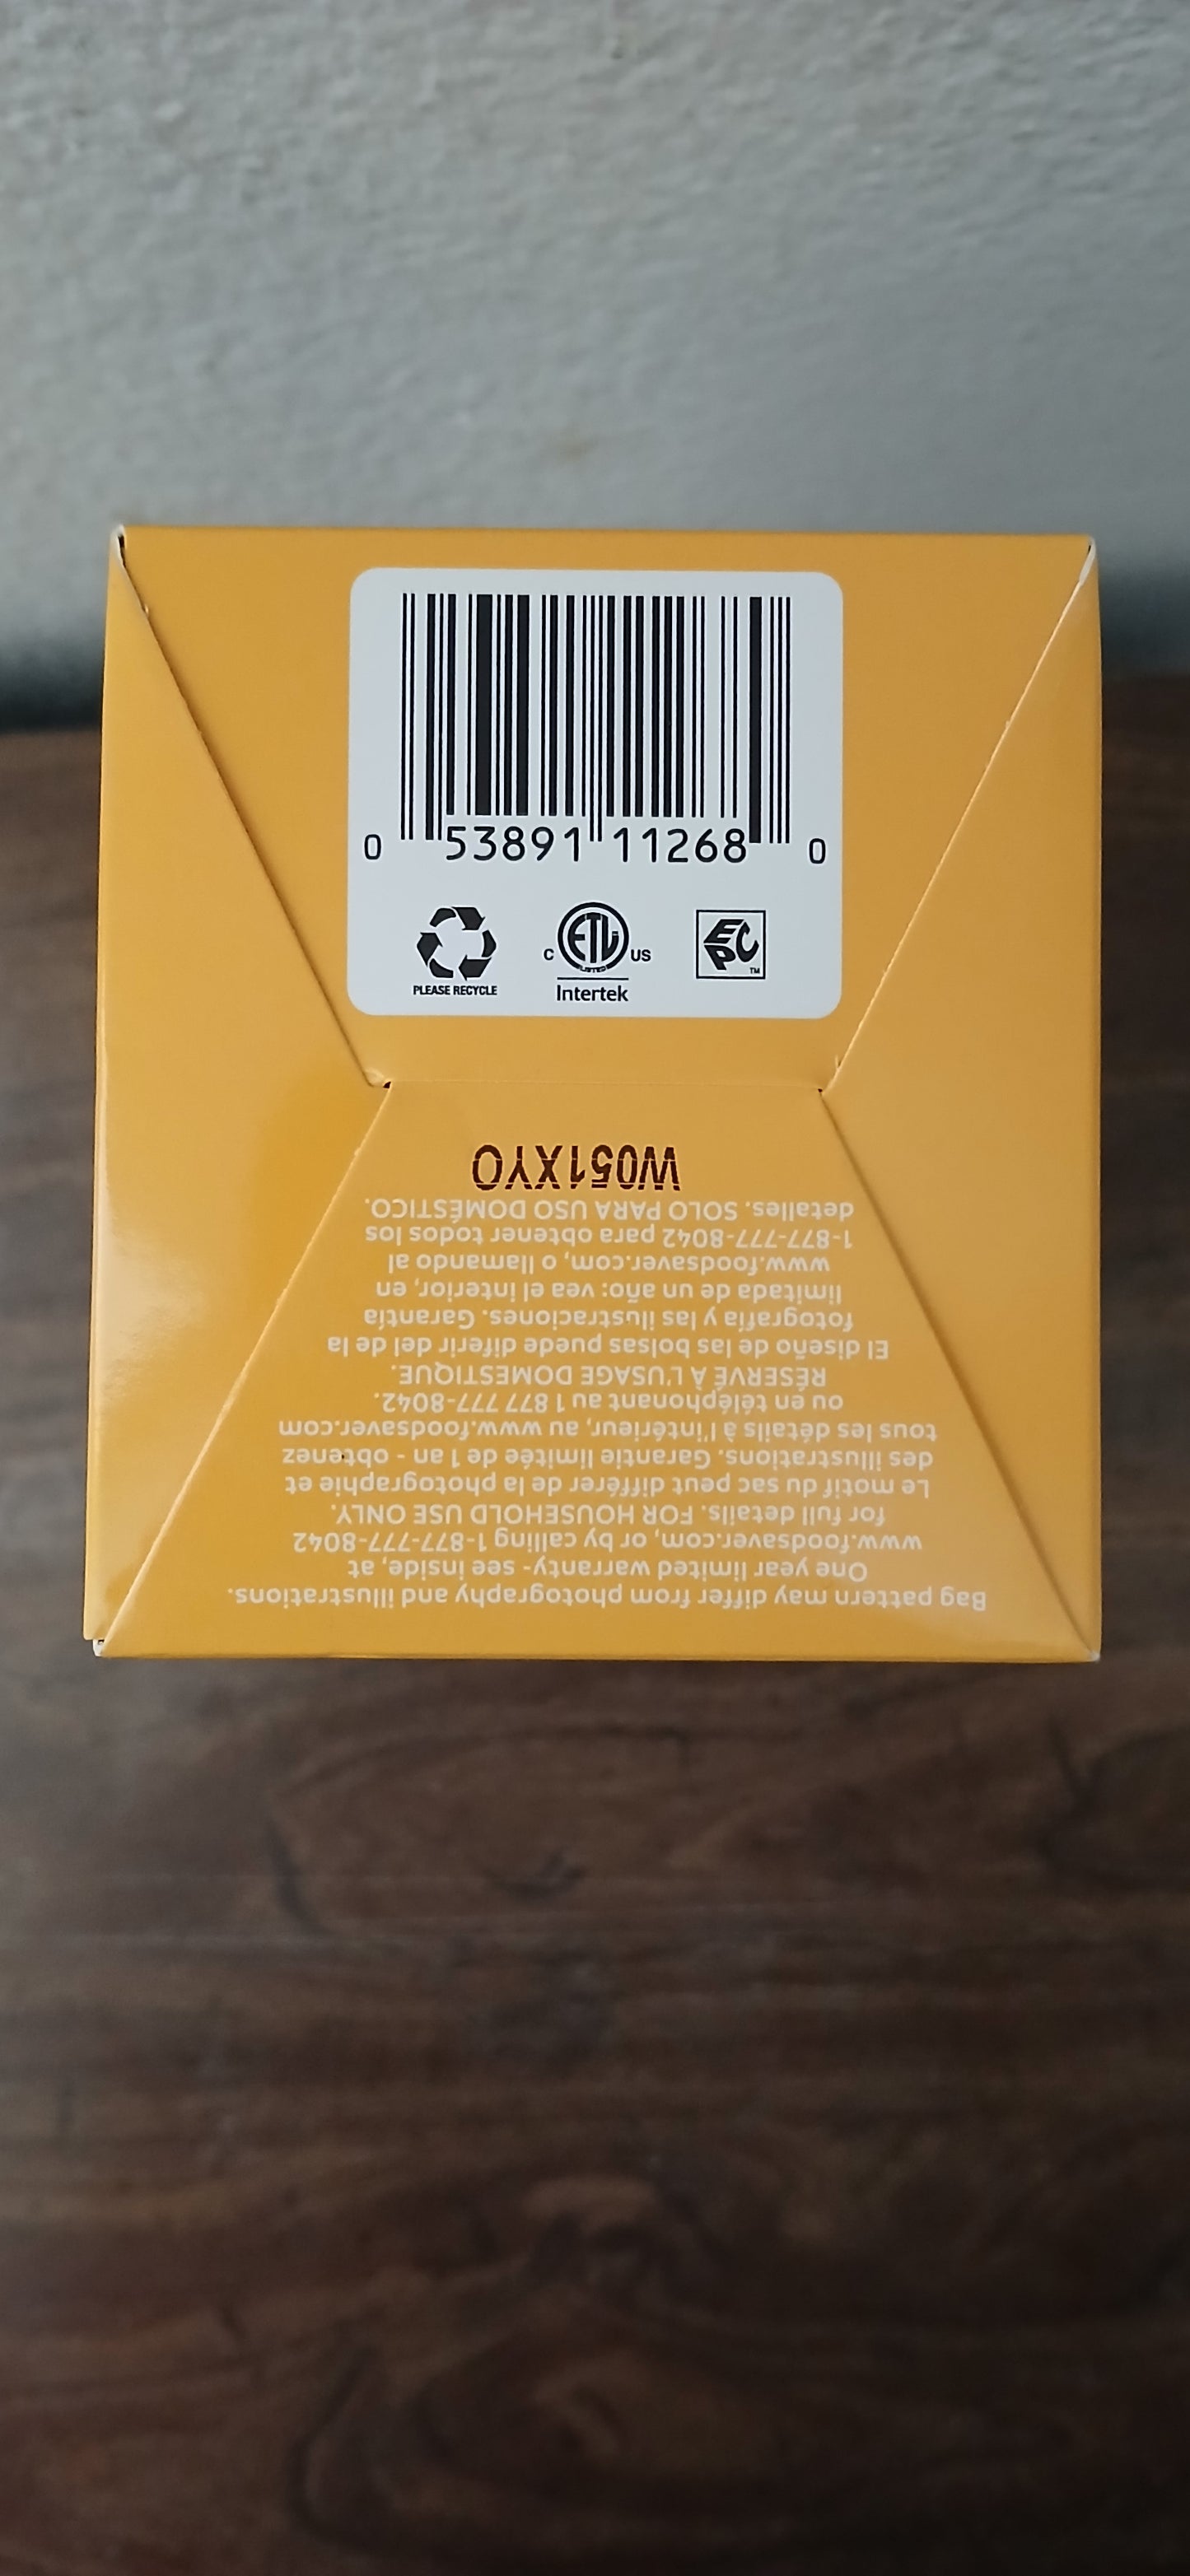 0 53891 11268 0
PLEASE RECYCLE
C ETL US
LISTED
Intertek
EPC
TM
Bag pattern may differ from photography and illustrations.
One year limited warranty- see inside, at
www.foodsaver.com, or by calling 1-877-777-8042
for full details. FOR HOUSEHOLD USE ONLY.
Le motif du sac peut différer de la photographie et
des illustrations. Garantie limitée de 1 an - obtenez
tous les détails à l'intérieur, au www.foodsaver.com
ou en téléphonant au 1 877 777-8042.
RÉSERVÉ À L'USAGE DOMESTIQUE.
El diseño de las bolsas puede diferir del de la
fotografía y las ilustraciones. Garantía
limitada de un año: vea el interior, en
www.foodsaver.com, o llamando al
1-877-777-8042 para obtener todos los
detalles. SOLO PARA USO DOMÉSTICO.
W051XYO